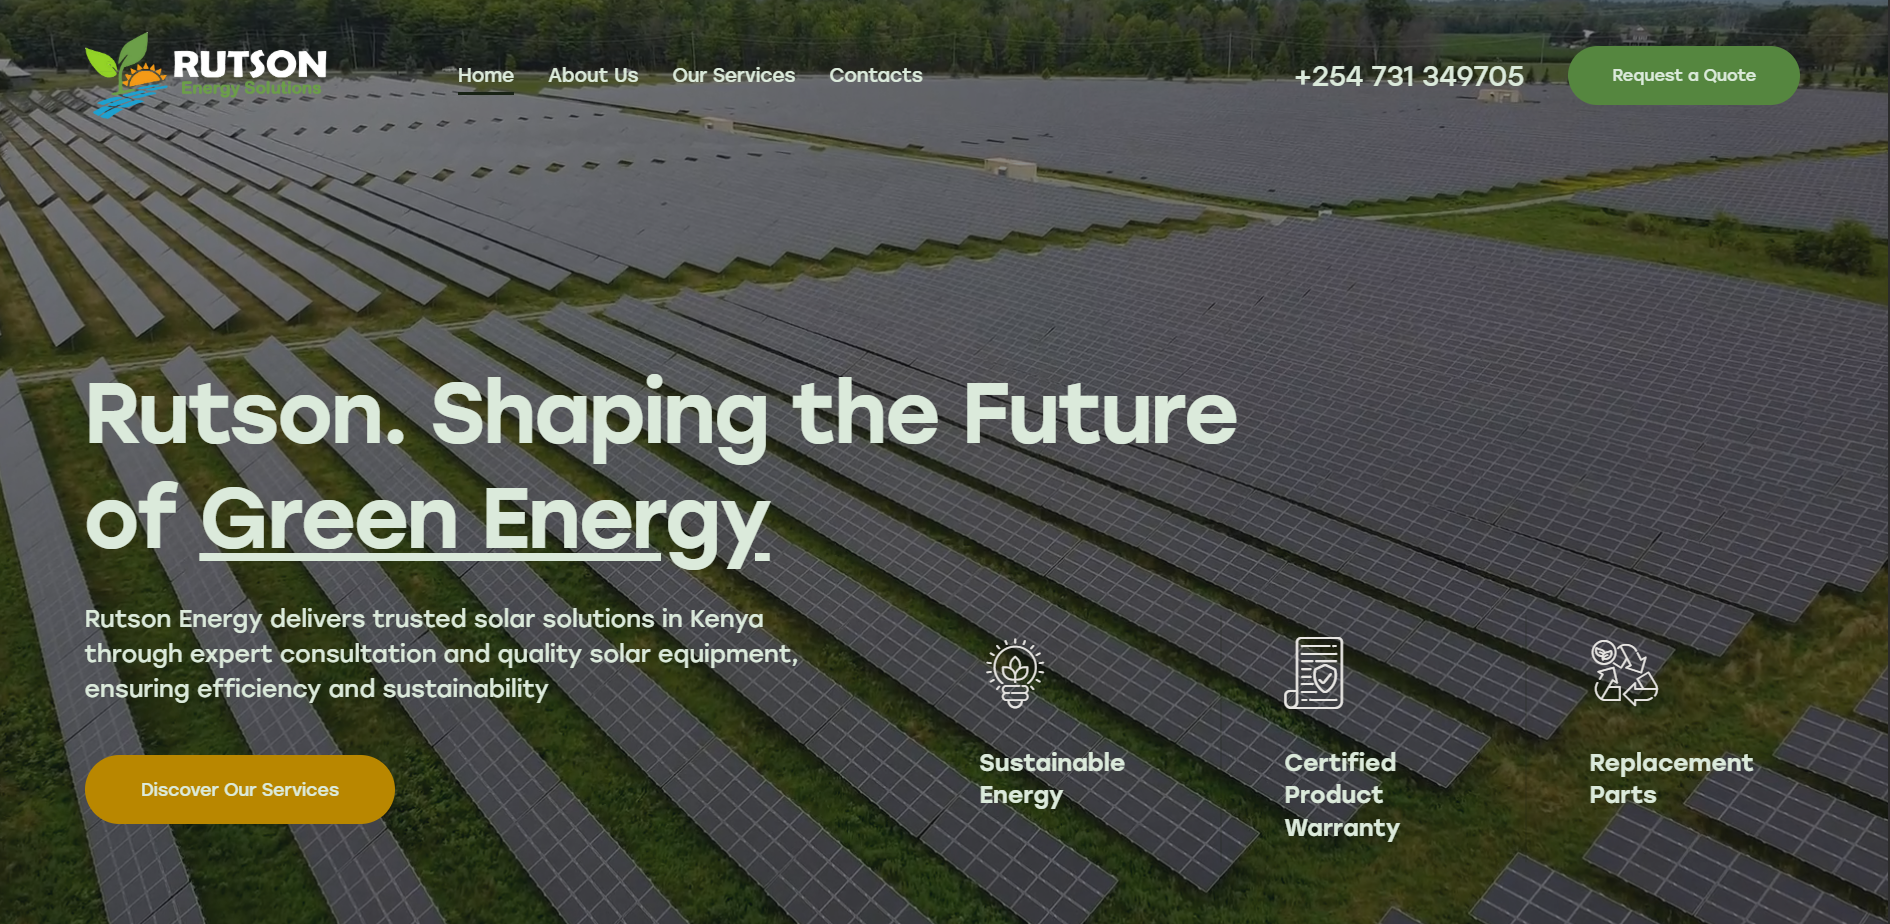 RUTSON
Energy Solutions
Home
About Us
Our Services
Contacts
+254 731 349705
Request a Quote
Rutson. Shaping the Future
of Green Energy
Rutson Energy delivers trusted solar solutions in Kenya
through expert consultation and quality solar equipment,
ensuring efficiency and sustainability
Discover Our Services
Sustainable
Energy
Certified
Product
Warranty
Replacement
Parts